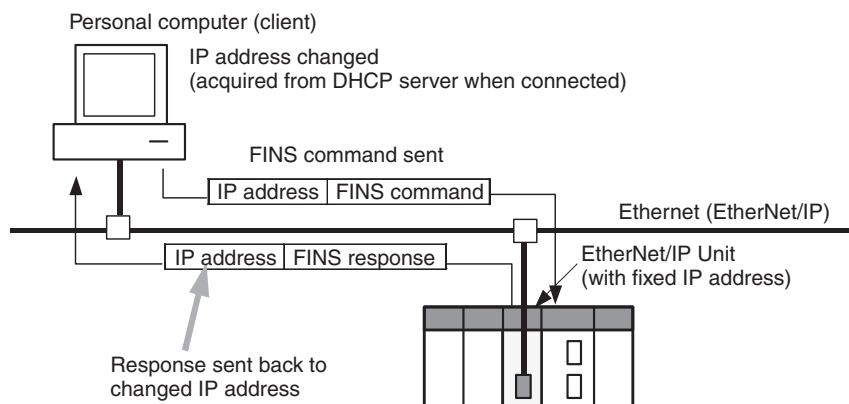 Personal computer (client)
IP address changed
(acquired from DHCP server when connected)
FINS command sent
IP address FINS command
Ethernet (EtherNet/IP)
IP address FINS response
EtherNet/IP Unit
(with fixed IP address)
Response sent back to
changed IP address